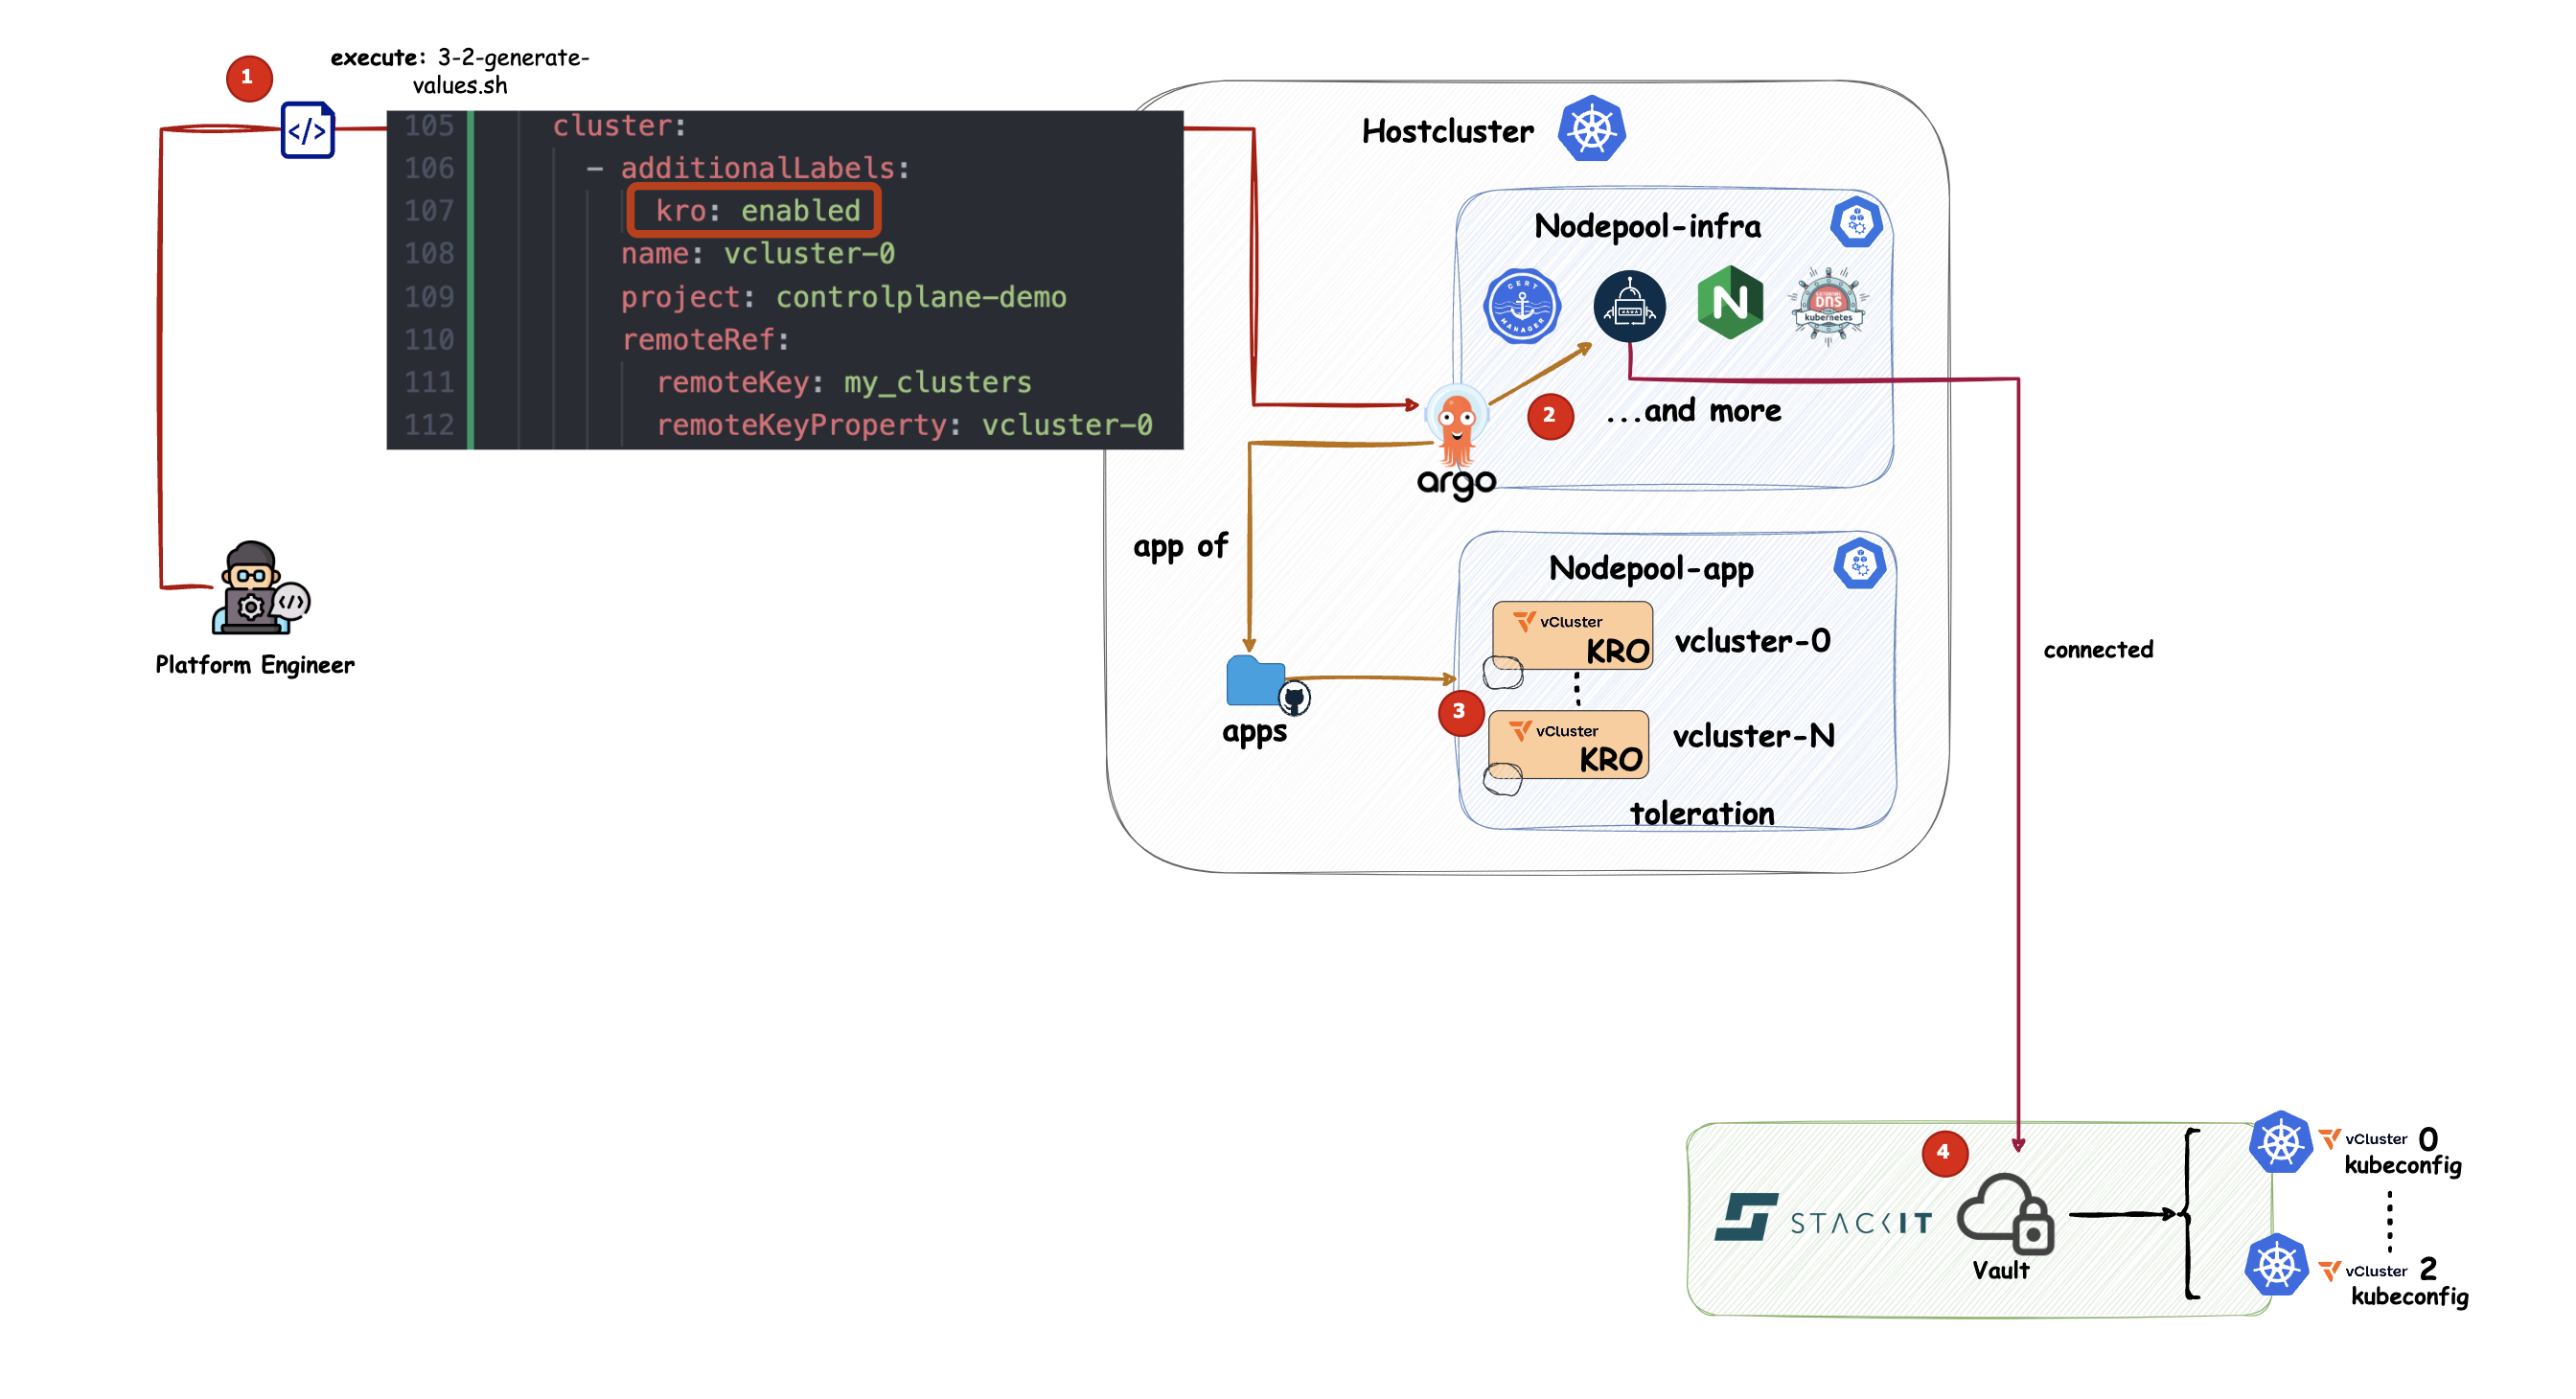 1
execute: 3-2-generate-
values.sh
105 cluster:
106 - additionalLabels:
107 kro: enabled
108 name: vcluster-0
109 project: controlplane-demo
110 remoteRef:
111 remoteKey: my_clusters
112 remoteKeyProperty: vcluster-0
Platform Engineer
Hostcluster
Nodepool-infra
CERT
MANAGER
N
EXTERNAL
DNS
kubernetes
2
...and more
argo
app of
apps
Nodepool-app
vCluster
KRO
vcluster-0
3
vCluster
KRO
vcluster-N
toleration
connected
4
STACKIT
Vault
vCluster 0
kubeconfig
vCluster 2
kubeconfig